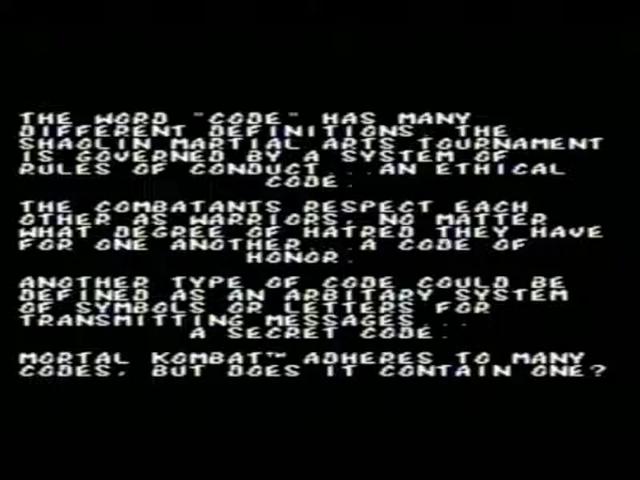 THE WORD "CODE" HAS MANY
DIFFERENT DEFINITIONS. THE
SHAOLIN MARTIAL ARTS TOURNAMENT
IS GOVERNED BY A SYSTEM OF
RULES OF CONDUCT...AN ETHICAL
CODE.
THE COMBATANTS RESPECT EACH
OTHER AS WARRIORS, NO MATTER
WHAT DEGREE OF HATRED THEY HAVE
FOR ONE ANOTHER...A CODE OF
HONOR.
ANOTHER TYPE OF CODE COULD BE
DEFINED AS AN ARBITARY SYSTEM
OF SYMBOLS OR LETTERS FOR
TRANSMITTING MESSAGES...
A SECRET CODE...
MORTAL KOMBAT™ ADHERES TO MANY
CODES, BUT DOES IT CONTAIN ONE?